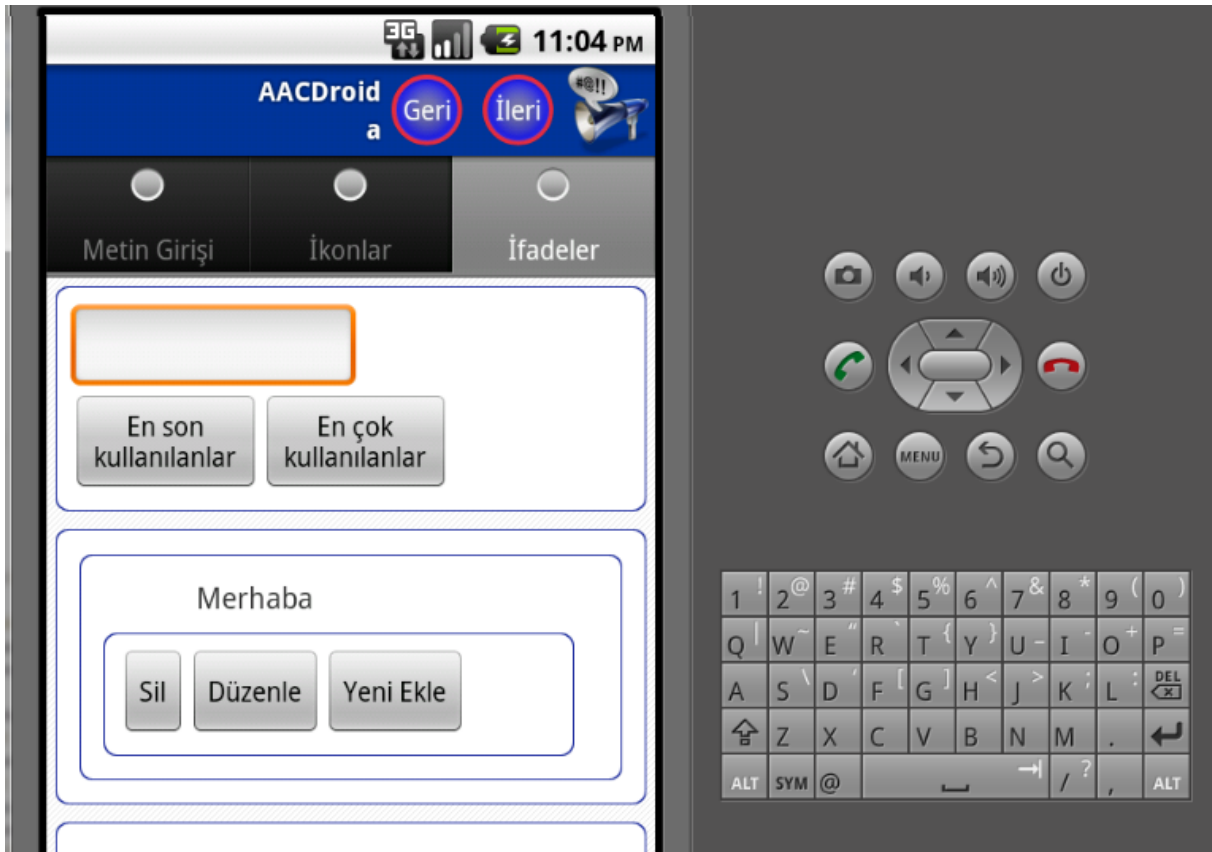 3G 11:04 PM
AACDroid
a
Geri
İleri
#@!!
Metin Girişi
İkonlar
İfadeler
En son
kullanılanlar
En çok
kullanılanlar
Merhaba
Sil
Düzenle
Yeni Ekle
MENU
1 ! 2 @ 3 # 4 $ 5 % 6 ^ 7 & 8 * 9 ( 0 )
Q | W ~ E " R ` T { Y } U - I - O + P =
A S \ D ' F [ G ] H < J > K ; L : DEL
Z X C V B N M .
ALT SYM @ / ? , ALT